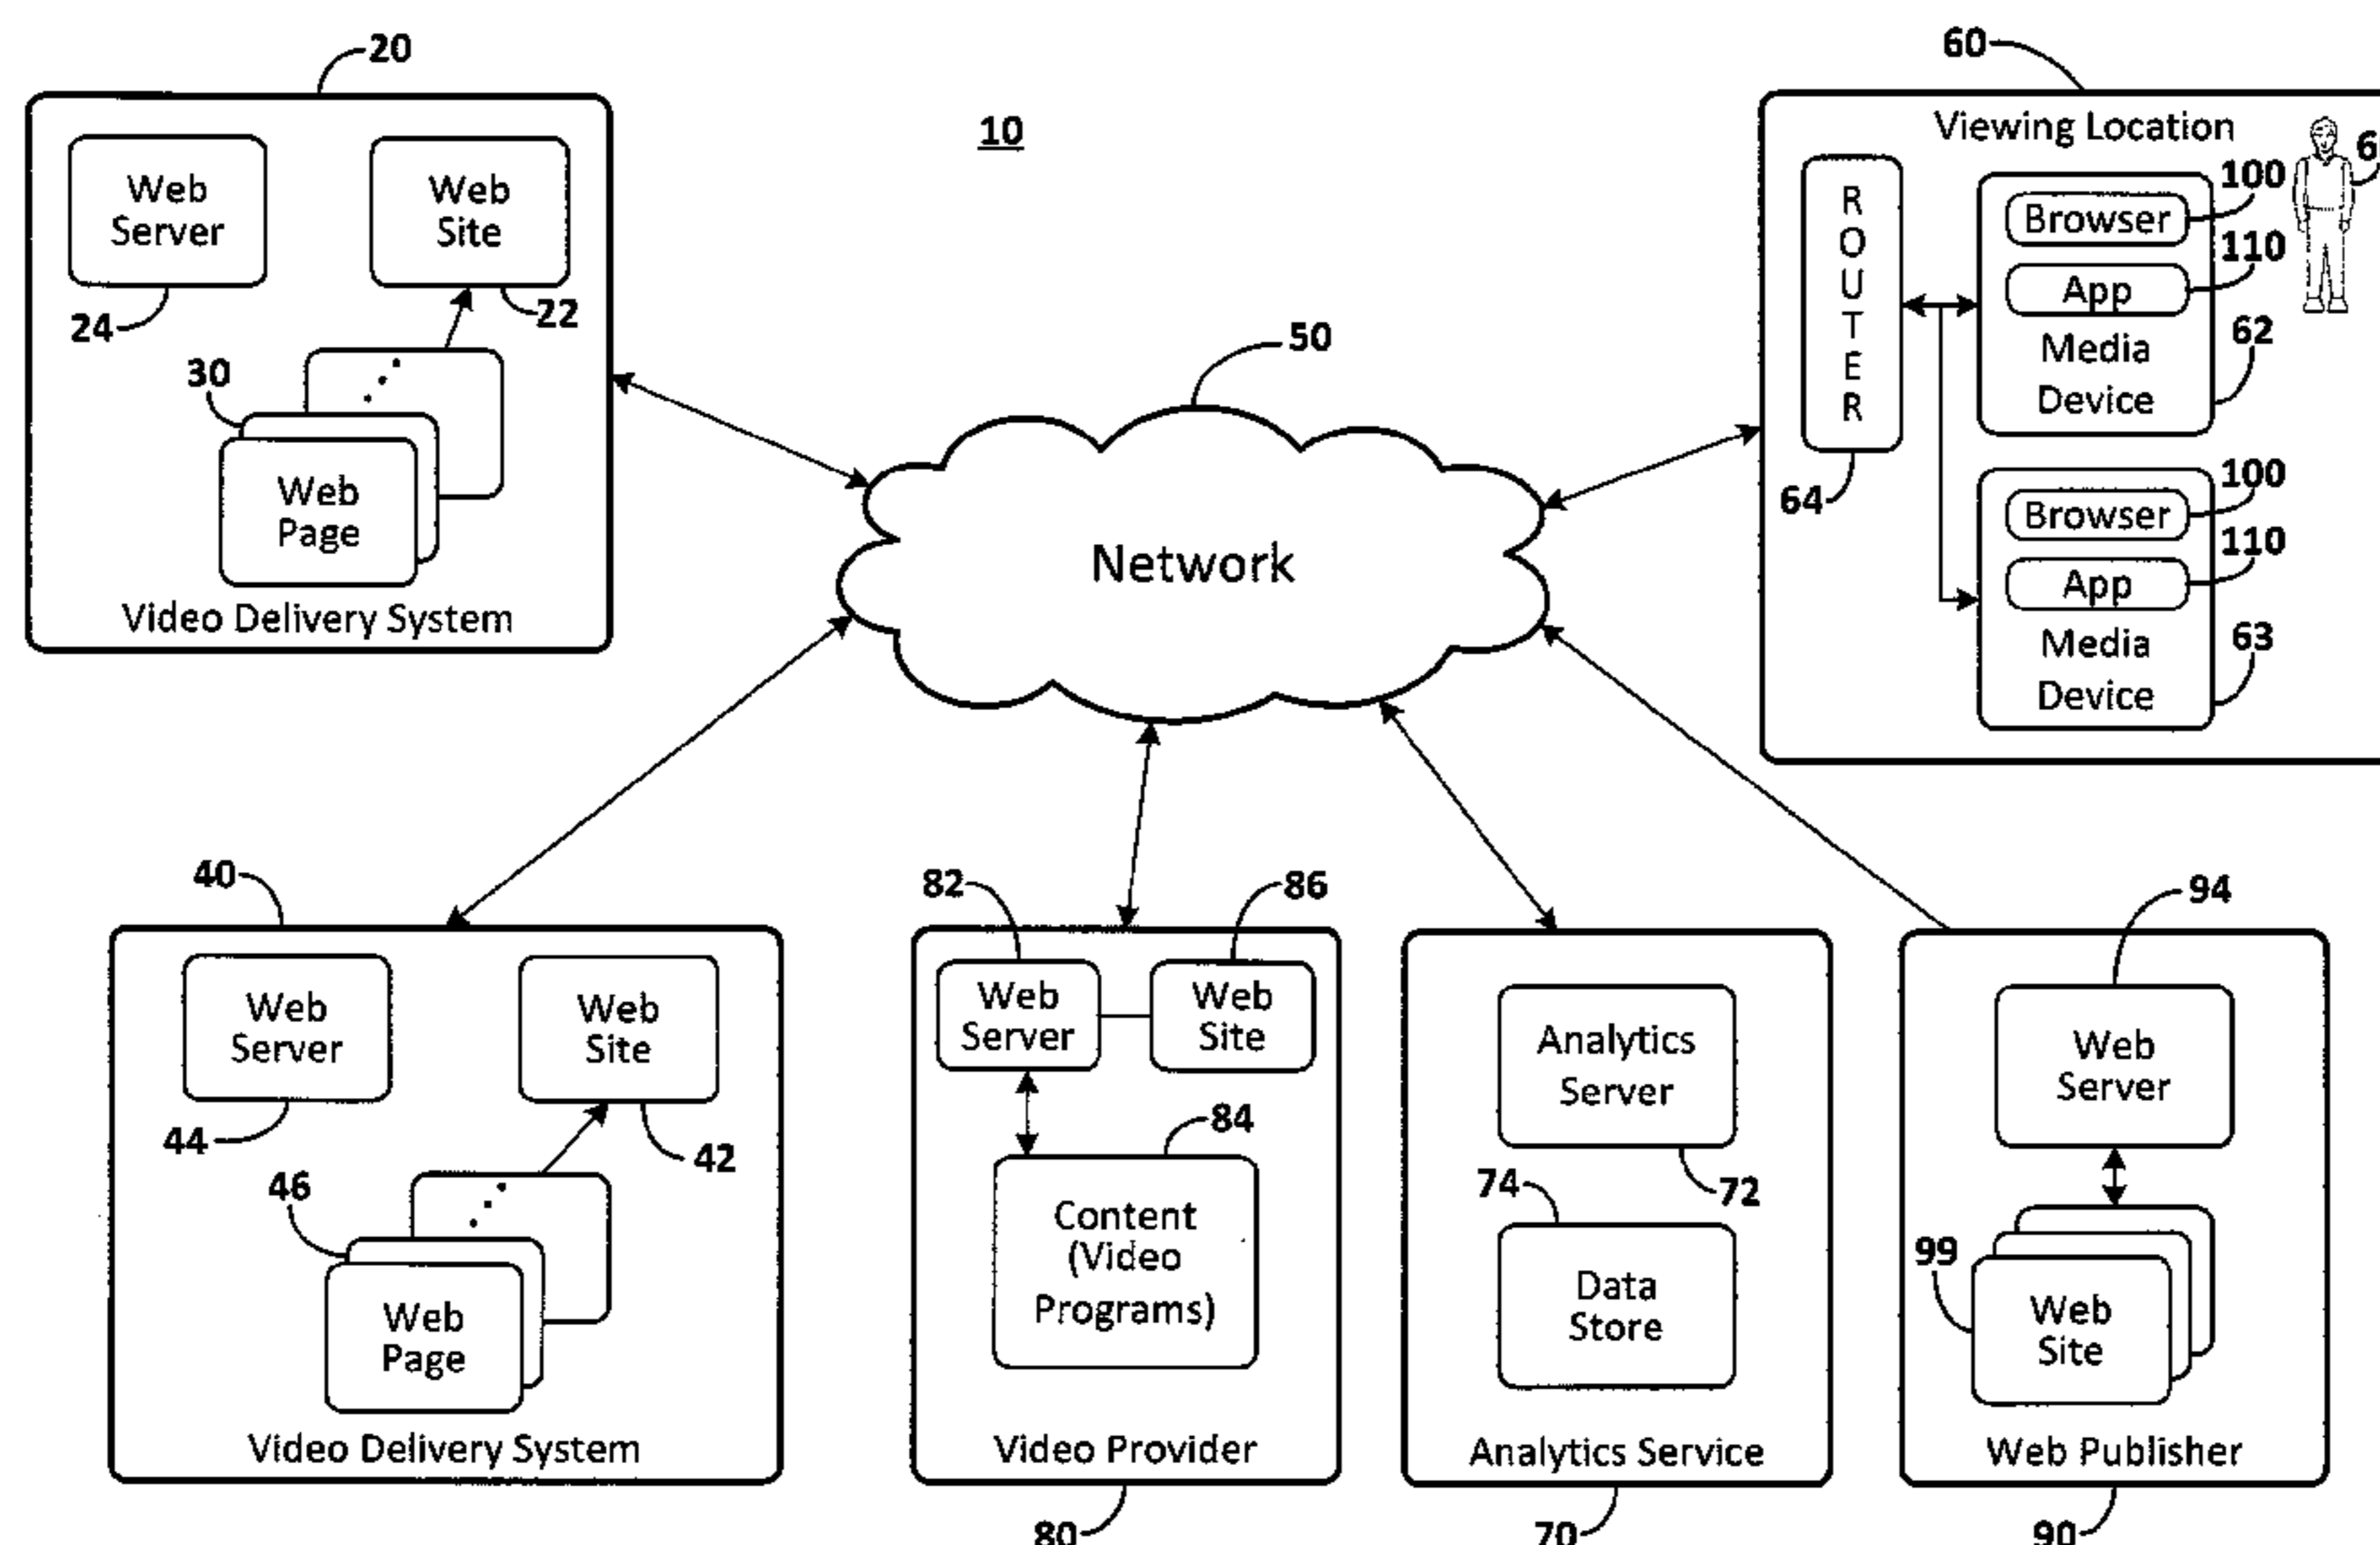 20
Web
Server
24
Web
Site
22
30
Web
Page
Video Delivery System
10
50
Network
60
Viewing Location
R
O
U
T
E
R
64
100
Browser
110
App
Media
Device
62
100
Browser
110
App
Media
Device
63
40
Web
Server
44
Web
Site
42
46
Web
Page
Video Delivery System
82
Web
Server
86
Web
Site
84
Content
(Video
Programs)
Video Provider
80
Analytics
Server
72
74
Data
Store
Analytics Service
70
94
Web
Server
99
Web
Site
Web Publisher
90